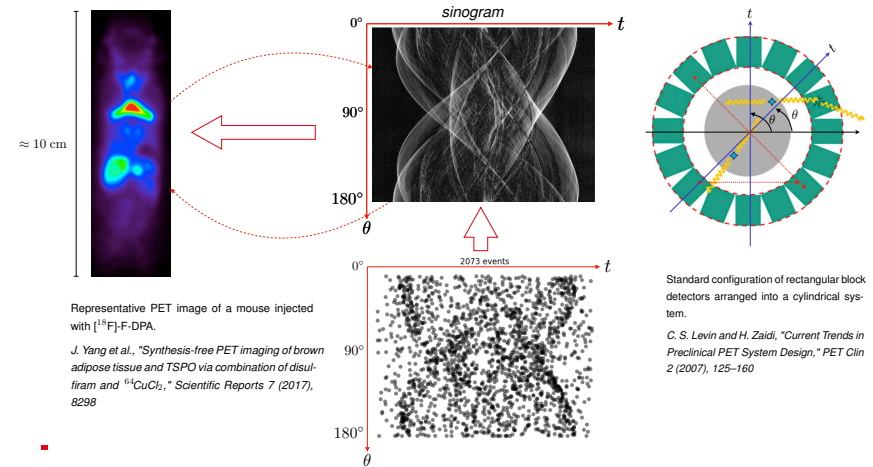 ≈ 10 cm
Representative PET image of a mouse injected
with [¹⁸F]-F-DPA.
J. Yang et al., "Synthesis-free PET imaging of brown
adipose tissue and TSPO via combination of disul-
firam and ⁶⁴CuCl₂," Scientific Reports 7 (2017),
8298
sinogram
0°
t
90°
180°
θ
2073 events
0°
t
90°
180°
θ
t
θ
θ
Standard configuration of rectangular block
detectors arranged into a cylindrical sys-
tem.
C. S. Levin and H. Zaidi, "Current Trends in
Preclinical PET System Design," PET Clin
2 (2007), 125–160